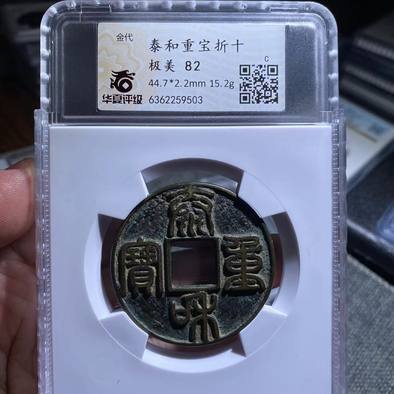 金代
泰和重宝折十
极美 82
44.7*2.2mm 15.2g
华夏评级
6362259503
C
泰
寶 重
和